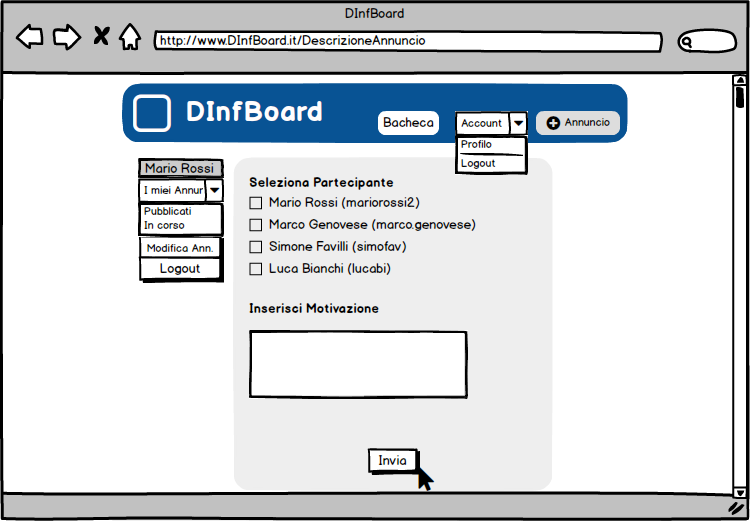 DInfBoard
http://www.DInfBoard.it/DescrizioneAnnuncio
DInfBoard
Bacheca
Account
Annuncio
Profilo
Logout
Mario Rossi
I miei Annur
Pubblicati
In corso
Modifica Ann.
Logout
Seleziona Partecipante
Mario Rossi (mariorossi2)
Marco Genovese (marco.genovese)
Simone Favilli (simofav)
Luca Bianchi (lucabi)
Inserisci Motivazione
Invia